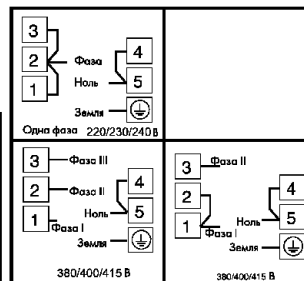 3
2
1
Фаза
Ноль
Земля
4
5
Одна фаза 220/230/240 В
3
2
1
Фаза III
Фаза II
Фаза I
4
5
Ноль
Земля
380/400/415 В
3
2
1
Фаза II
Фаза I
4
5
Ноль
Земля
380/400/415 В